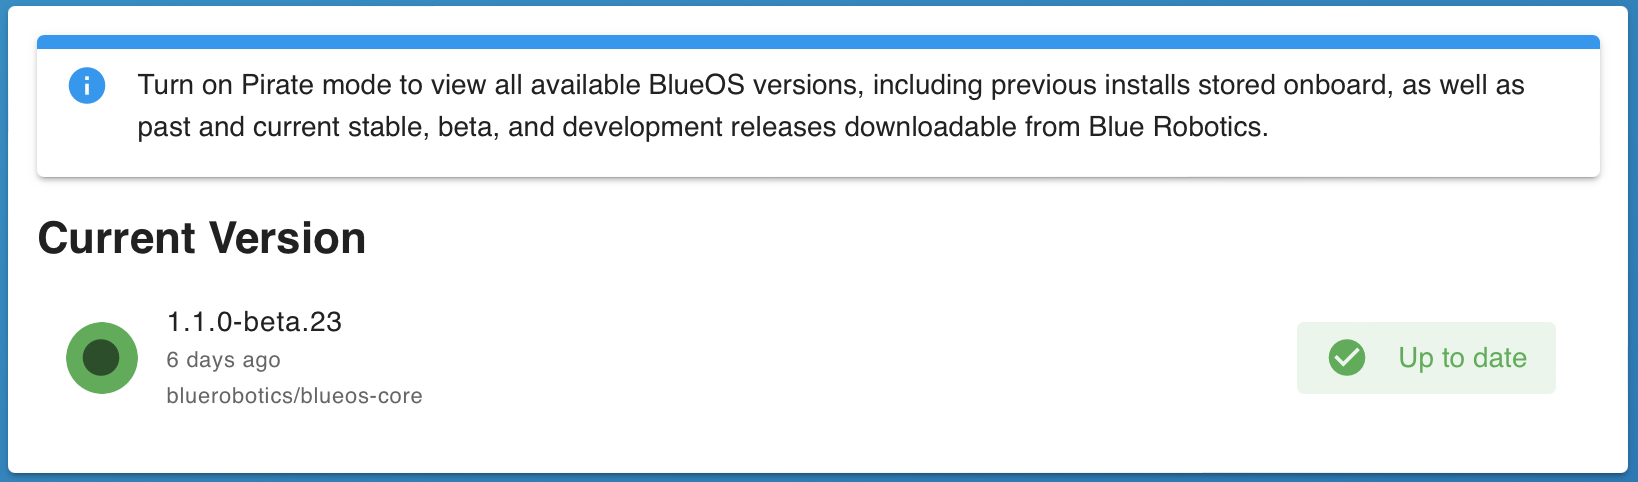 Turn on Pirate mode to view all available BlueOS versions, including previous installs stored onboard, as well as
past and current stable, beta, and development releases downloadable from Blue Robotics.
Current Version
1.1.0-beta.23
6 days ago
bluerobotics/blueos-core
Up to date